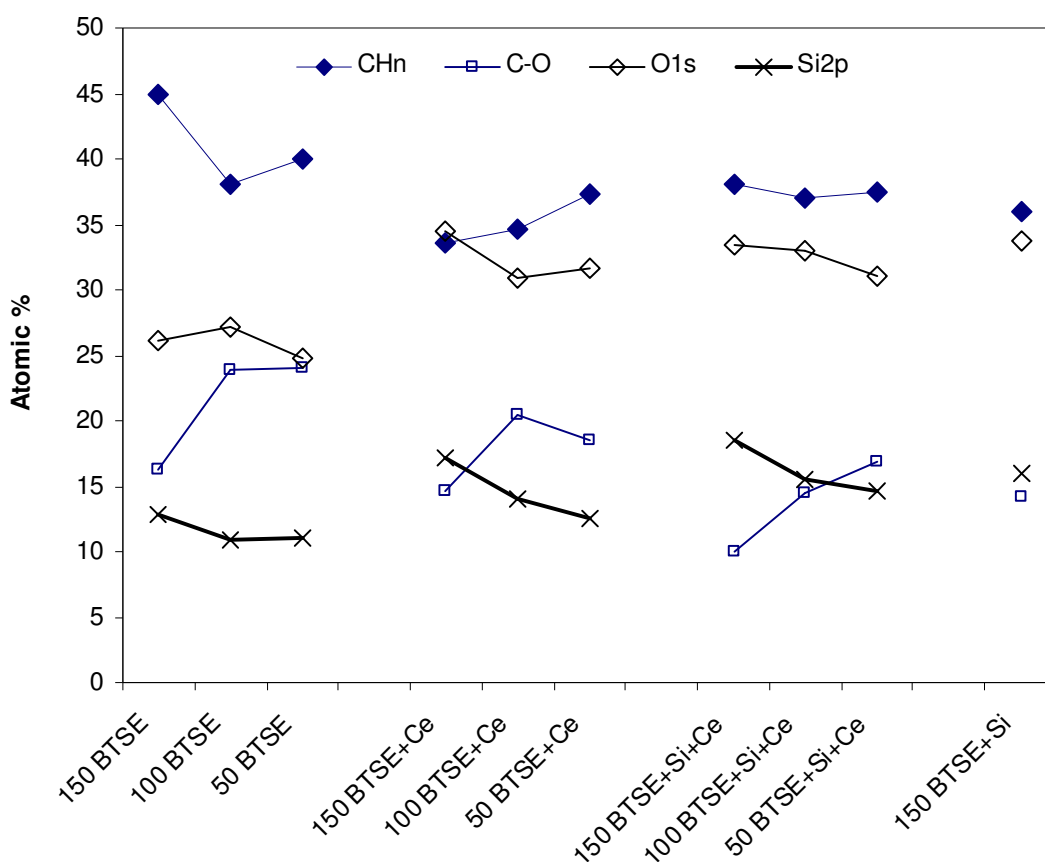 50
CHn C-O O1s Si2p
45
40
35
30
25
20
15
10
5
0
Atomic %
150 BTSE
100 BTSE
50 BTSE
150 BTSE+Ce
100 BTSE+Ce
50 BTSE+Ce
150 BTSE+Si+Ce
100 BTSE+Si+Ce
50 BTSE+Si+Ce
150 BTSE+Si